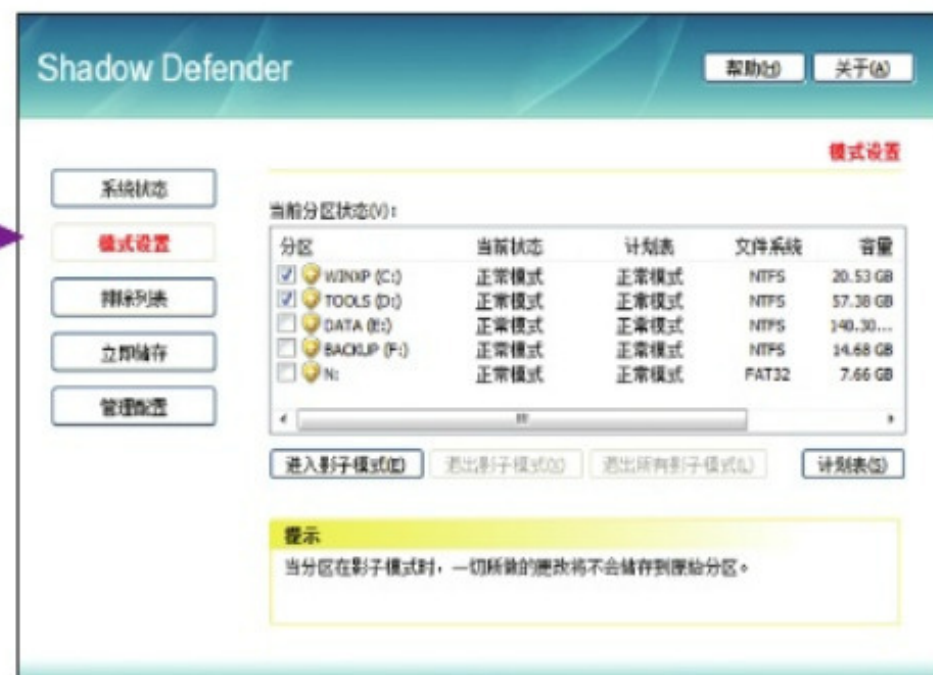 Shadow Defender
帮助(H) 关于(A)
模式设置
系统状态
模式设置
排除列表
立即储存
管理配置
当前分区状态(V):
分区 当前状态 计划表 文件系统 容量
WINXP (C:) 正常模式 正常模式 NTFS 20.53 GB
TOOLS (D:) 正常模式 正常模式 NTFS 57.38 GB
DATA (E:) 正常模式 正常模式 NTFS 140.30...
BACKUP (F:) 正常模式 正常模式 NTFS 14.68 GB
N: 正常模式 正常模式 FAT32 7.66 GB
进入影子模式(E) 退出影子模式(X) 退出所有影子模式(L) 计划表(S)
提示
当分区在影子模式时，一切所做的更改将不会储存到原始分区。